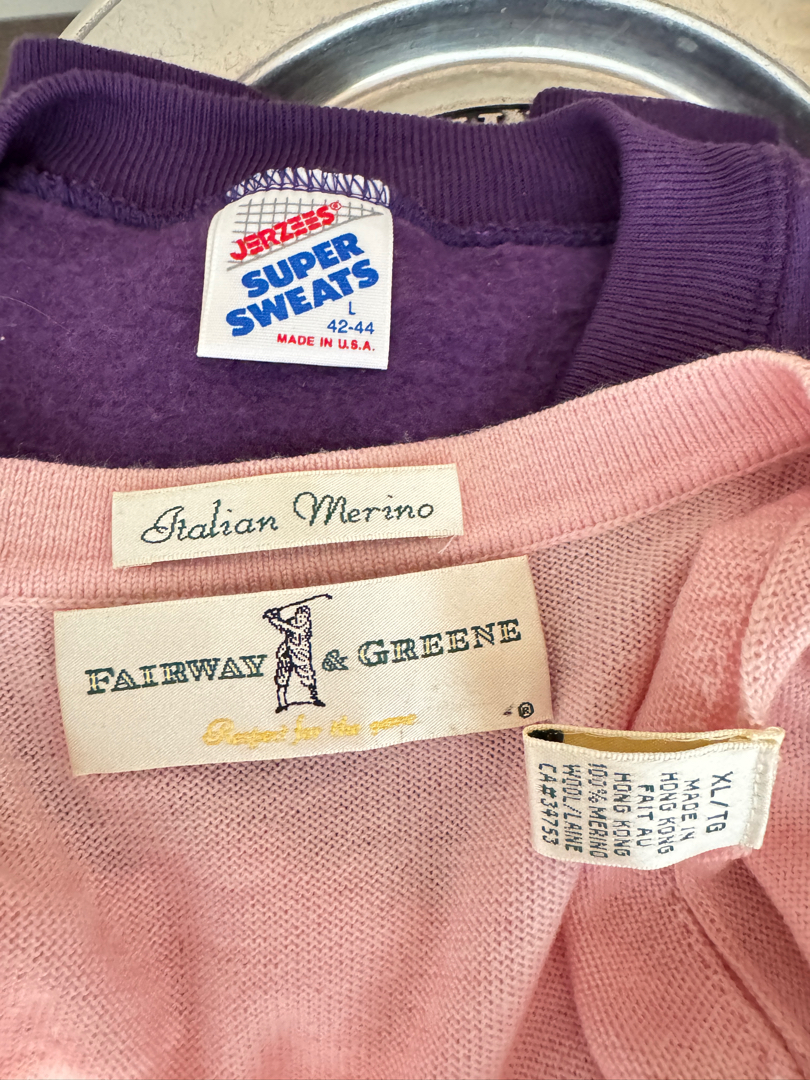 JERZEES®
SUPER
SWEATS
L
42-44
MADE IN U.S.A.
Italian Merino
FAIRWAY & GREENE
Respect for the game
®
XL/TG
MADE IN
HONG KONG
FAIT AU
HONG KONG
100% MERINO
WOOL/LAINE
CA#34753